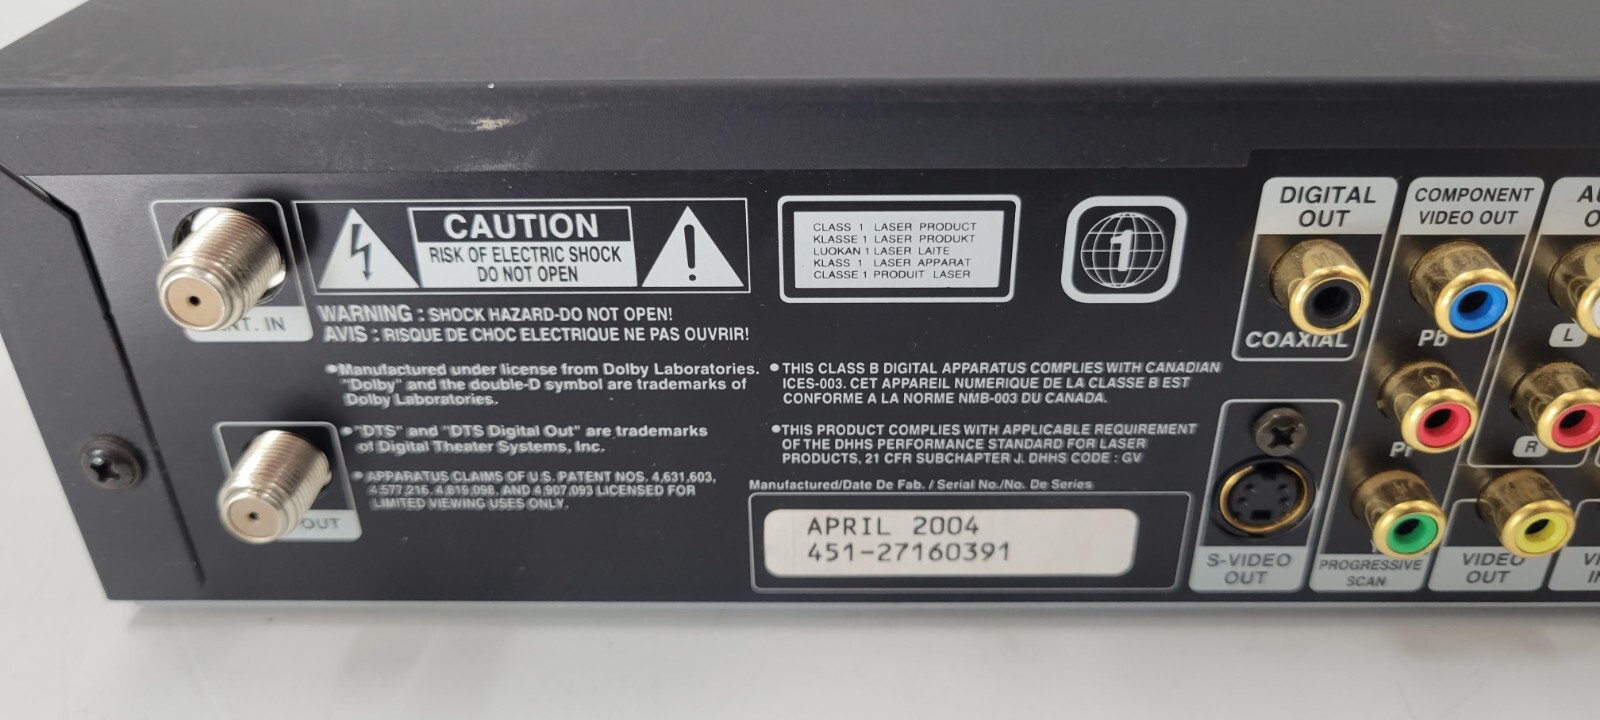 ANT. IN
OUT
CAUTION
RISK OF ELECTRIC SHOCK
DO NOT OPEN
WARNING : SHOCK HAZARD-DO NOT OPEN!
AVIS : RISQUE DE CHOC ELECTRIQUE NE PAS OUVRIR!
•Manufactured under license from Dolby Laboratories.
"Dolby" and the double-D symbol are trademarks of
Dolby Laboratories.
•"DTS" and "DTS Digital Out" are trademarks
of Digital Theater Systems, Inc.
• APPARATUS CLAIMS OF U.S. PATENT NOS. 4,631,603,
4,577,216, 4,819,098, AND 4,907,093 LICENSED FOR
LIMITED VIEWING USES ONLY.
CLASS 1 LASER PRODUCT
KLASSE 1 LASER PRODUKT
LUOKAN 1 LASER LAITE
KLASS 1 LASER APPARAT
CLASSE 1 PRODUIT LASER
1
• THIS CLASS B DIGITAL APPARATUS COMPLIES WITH CANADIAN
ICES-003. CET APPAREIL NUMERIQUE DE LA CLASSE B EST
CONFORME A LA NORME NMB-003 DU CANADA.
•THIS PRODUCT COMPLIES WITH APPLICABLE REQUIREMENT
OF THE DHHS PERFORMANCE STANDARD FOR LASER
PRODUCTS, 21 CFR SUBCHAPTER J. DHHS CODE : GV
Manufactured/Date De Fab. / Serial No./No. De Series
APRIL 2004
451-27160391
DIGITAL
OUT
COAXIAL
S-VIDEO
OUT
COMPONENT
VIDEO OUT
Pb
Pr
PROGRESSIVE
SCAN
L
R
VIDEO
OUT